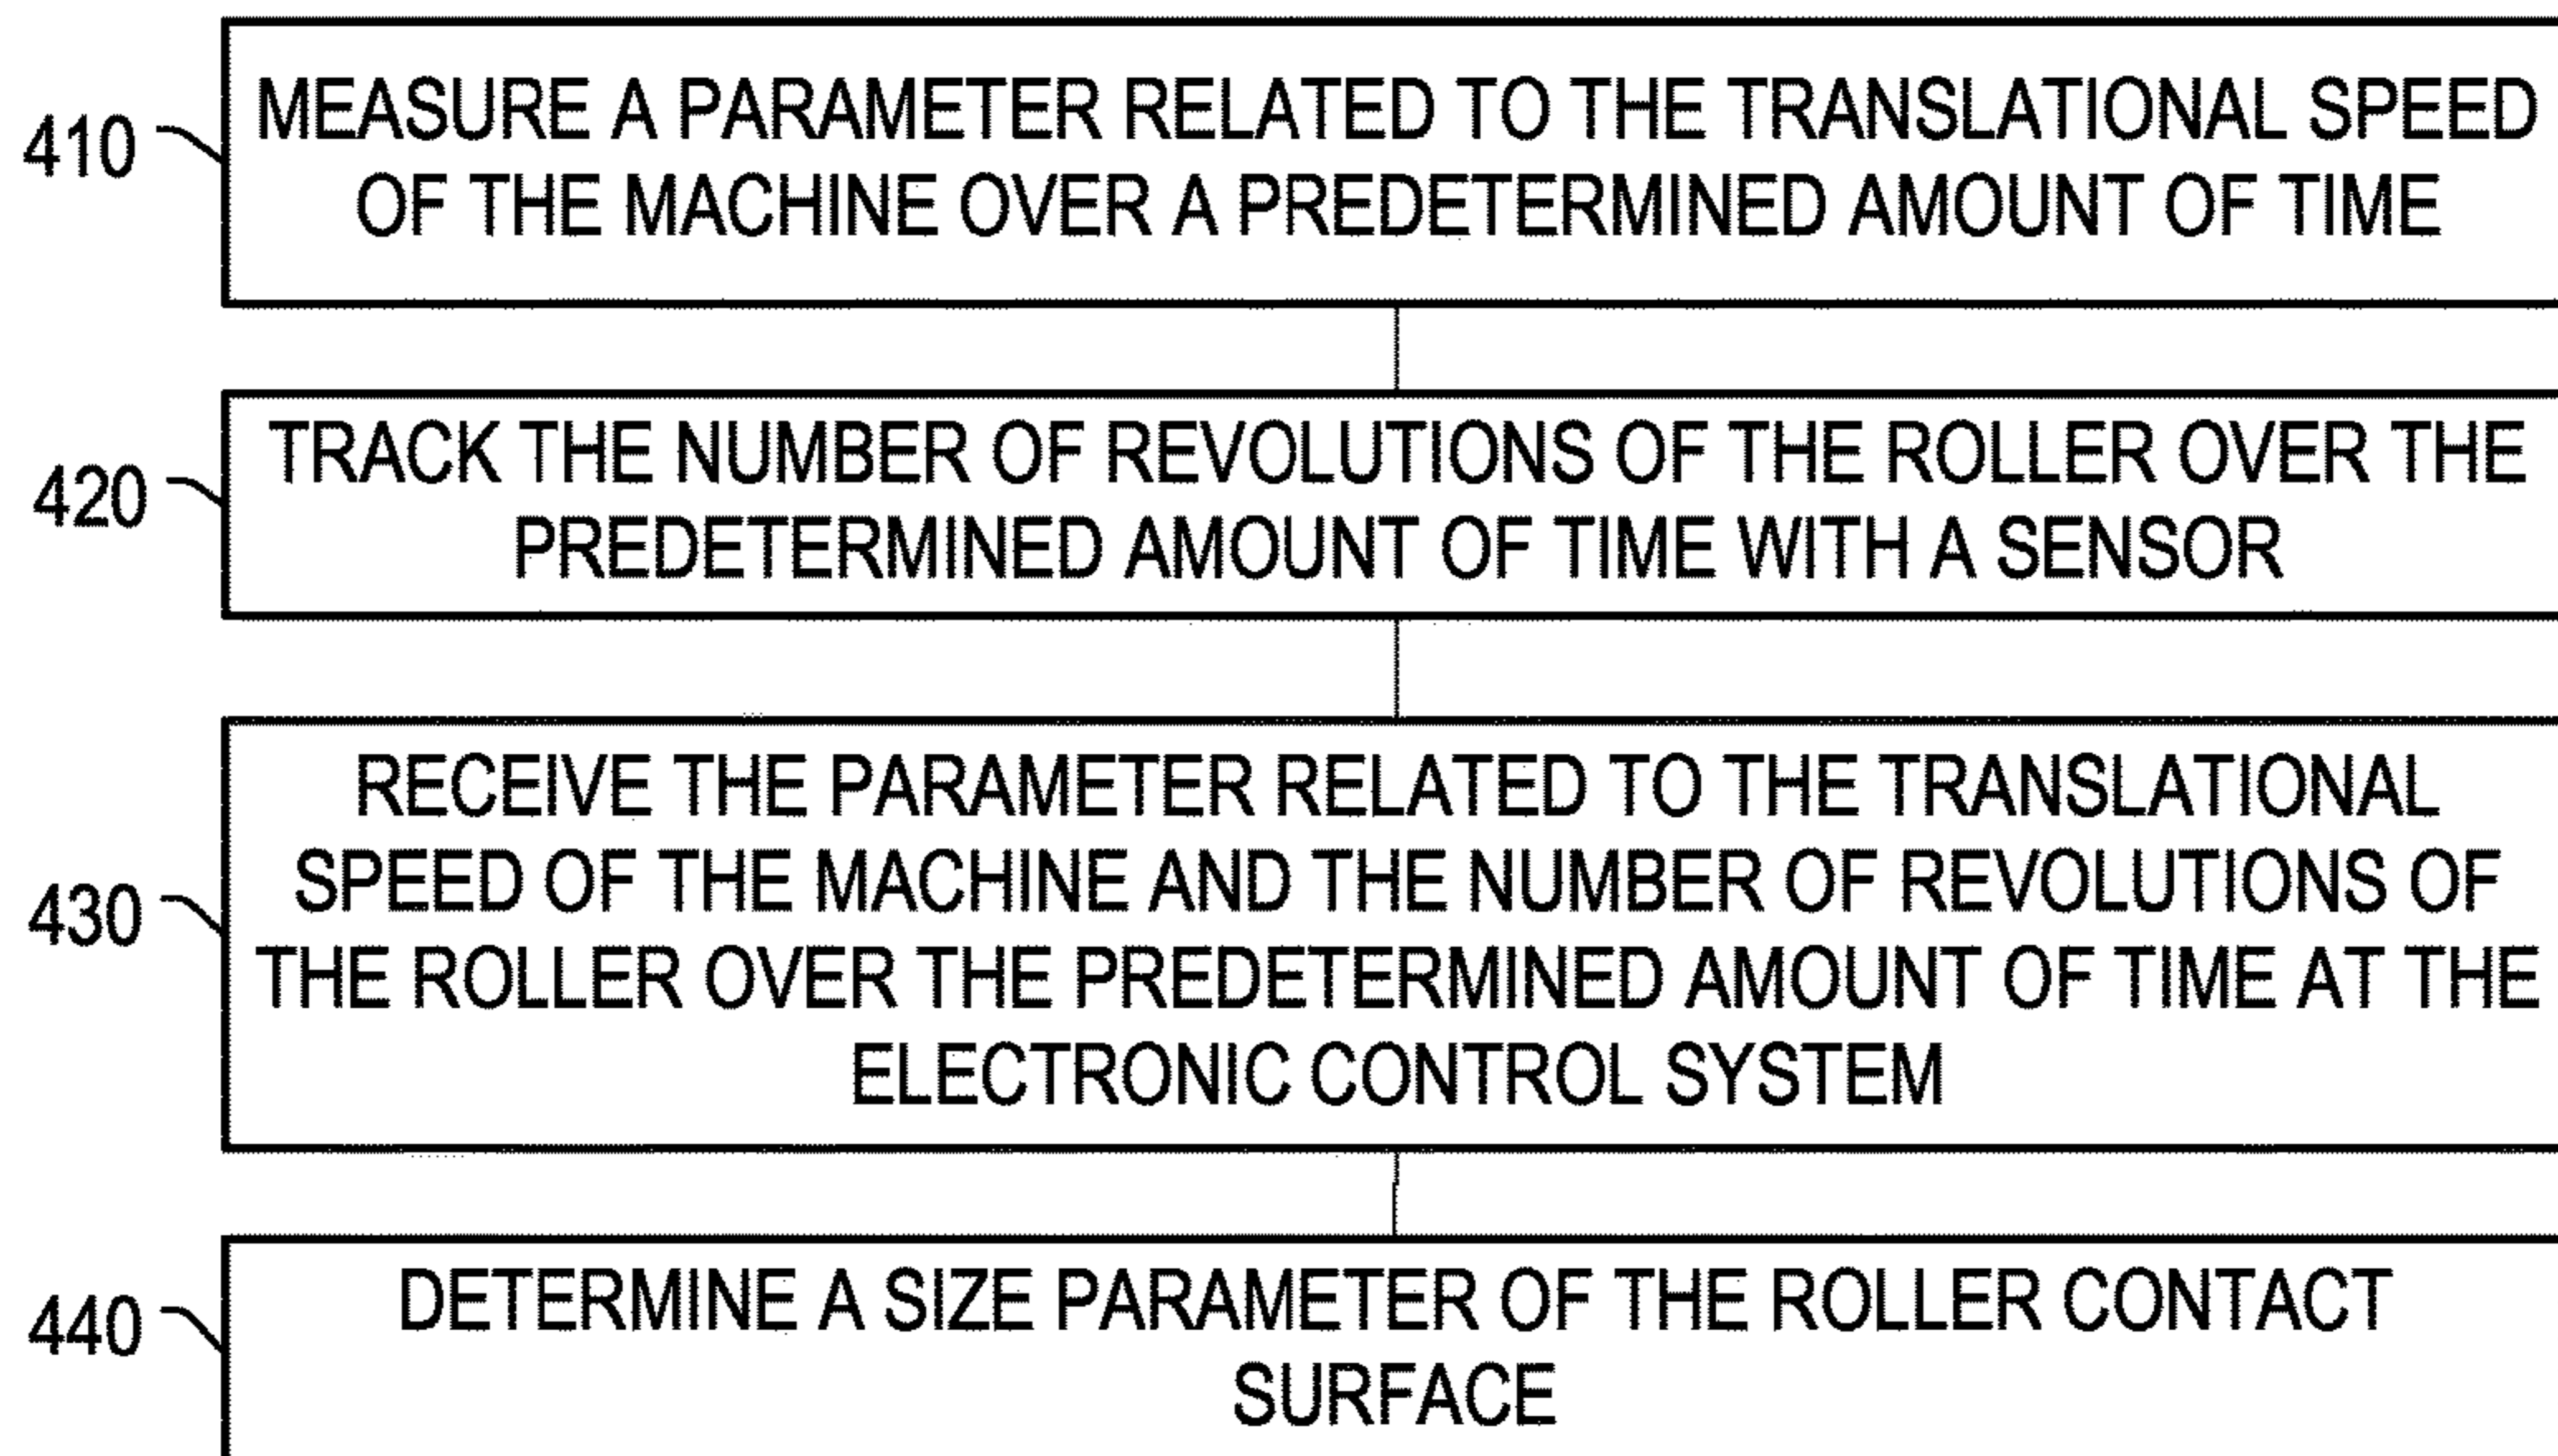 410
MEASURE A PARAMETER RELATED TO THE TRANSLATIONAL SPEED
OF THE MACHINE OVER A PREDETERMINED AMOUNT OF TIME
420
TRACK THE NUMBER OF REVOLUTIONS OF THE ROLLER OVER THE
PREDETERMINED AMOUNT OF TIME WITH A SENSOR
430
RECEIVE THE PARAMETER RELATED TO THE TRANSLATIONAL
SPEED OF THE MACHINE AND THE NUMBER OF REVOLUTIONS OF
THE ROLLER OVER THE PREDETERMINED AMOUNT OF TIME AT THE
ELECTRONIC CONTROL SYSTEM
440
DETERMINE A SIZE PARAMETER OF THE ROLLER CONTACT
SURFACE